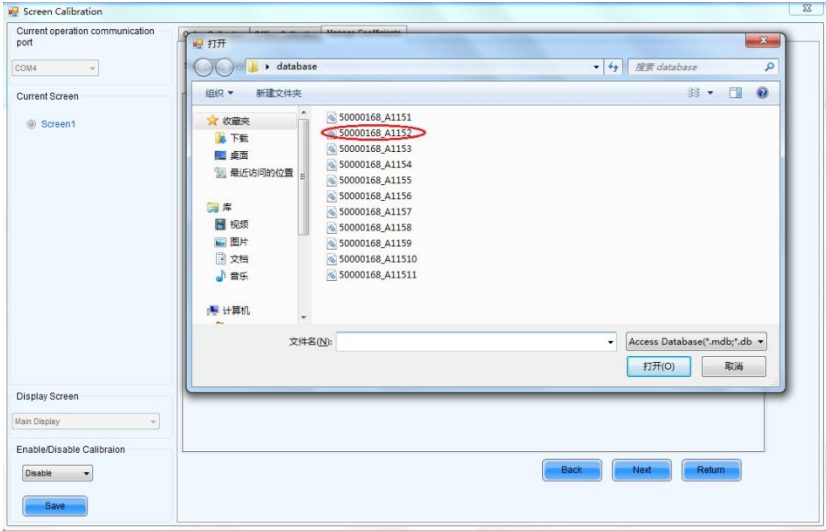 Screen Calibration
Current operation communication
port
COM4
Current Screen
Screen1
Display Screen
Main Display
Enable/Disable Calibraion
Disable
Save
Manage Coefficients
打开
database
搜索 database
组织
新建文件夹
收藏夹
下载
桌面
最近访问的位置
库
视频
图片
文档
音乐
计算机
50000168_A1151
50000168_A1152
50000168_A1153
50000168_A1154
50000168_A1155
50000168_A1156
50000168_A1157
50000168_A1158
50000168_A1159
50000168_A11510
50000168_A11511
文件名(N):
Access Database(*.mdb;*.db
打开(O)
取消
Back
Next
Return